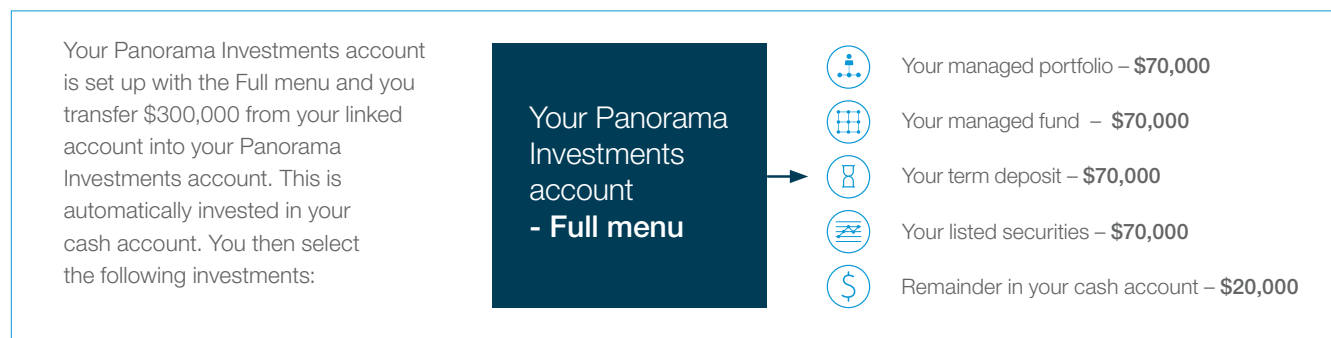 Your Panorama Investments account
is set up with the Full menu and you
transfer $300,000 from your linked
account into your Panorama
Investments account. This is
automatically invested in your
cash account. You then select
the following investments:
Your Panorama
Investments
account
- Full menu
Your managed portfolio – $70,000
Your managed fund – $70,000
Your term deposit – $70,000
Your listed securities – $70,000
$
Remainder in your cash account – $20,000